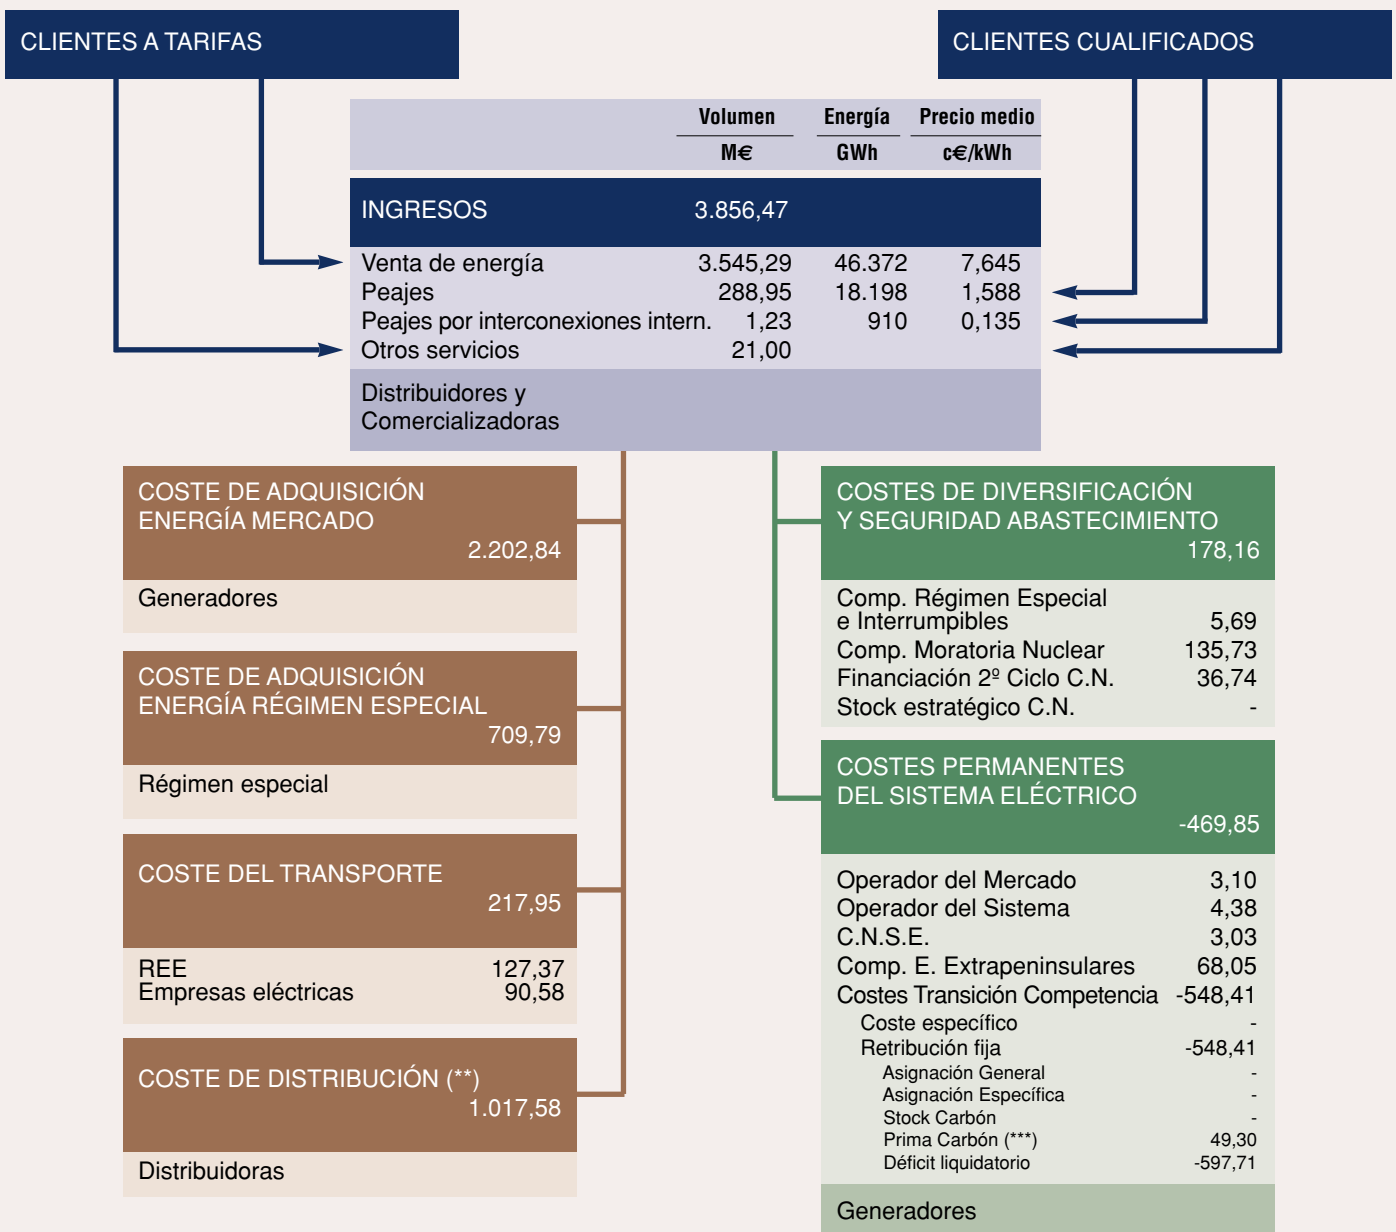 CLIENTES A TARIFAS
CLIENTES CUALIFICADOS
Volumen Energía Precio medio
M€ GWh c€/kWh
INGRESOS 3.856,47
Venta de energía 3.545,29 46.372 7,645
Peajes 288,95 18.198 1,588
Peajes por interconexiones intern. 1,23 910 0,135
Otros servicios 21,00
Distribuidores y
Comercializadoras
COSTE DE ADQUISICIÓN
ENERGÍA MERCADO
2.202,84
Generadores
COSTE DE ADQUISICIÓN
ENERGÍA RÉGIMEN ESPECIAL
709,79
Régimen especial
COSTE DEL TRANSPORTE
217,95
REE 127,37
Empresas eléctricas 90,58
COSTE DE DISTRIBUCIÓN (**)
1.017,58
Distribuidoras
COSTES DE DIVERSIFICACIÓN
Y SEGURIDAD ABASTECIMIENTO
178,16
Comp. Régimen Especial
e Interrumpibles 5,69
Comp. Moratoria Nuclear 135,73
Financiación 2º Ciclo C.N. 36,74
Stock estratégico C.N. -
COSTES PERMANENTES
DEL SISTEMA ELÉCTRICO
-469,85
Operador del Mercado 3,10
Operador del Sistema 4,38
C.N.S.E. 3,03
Comp. E. Extrapeninsulares 68,05
Costes Transición Competencia -548,41
Coste específico -
Retribución fija -548,41
Asignación General -
Asignación Específica -
Stock Carbón -
Prima Carbón (***) 49,30
Déficit liquidatorio -597,71
Generadores